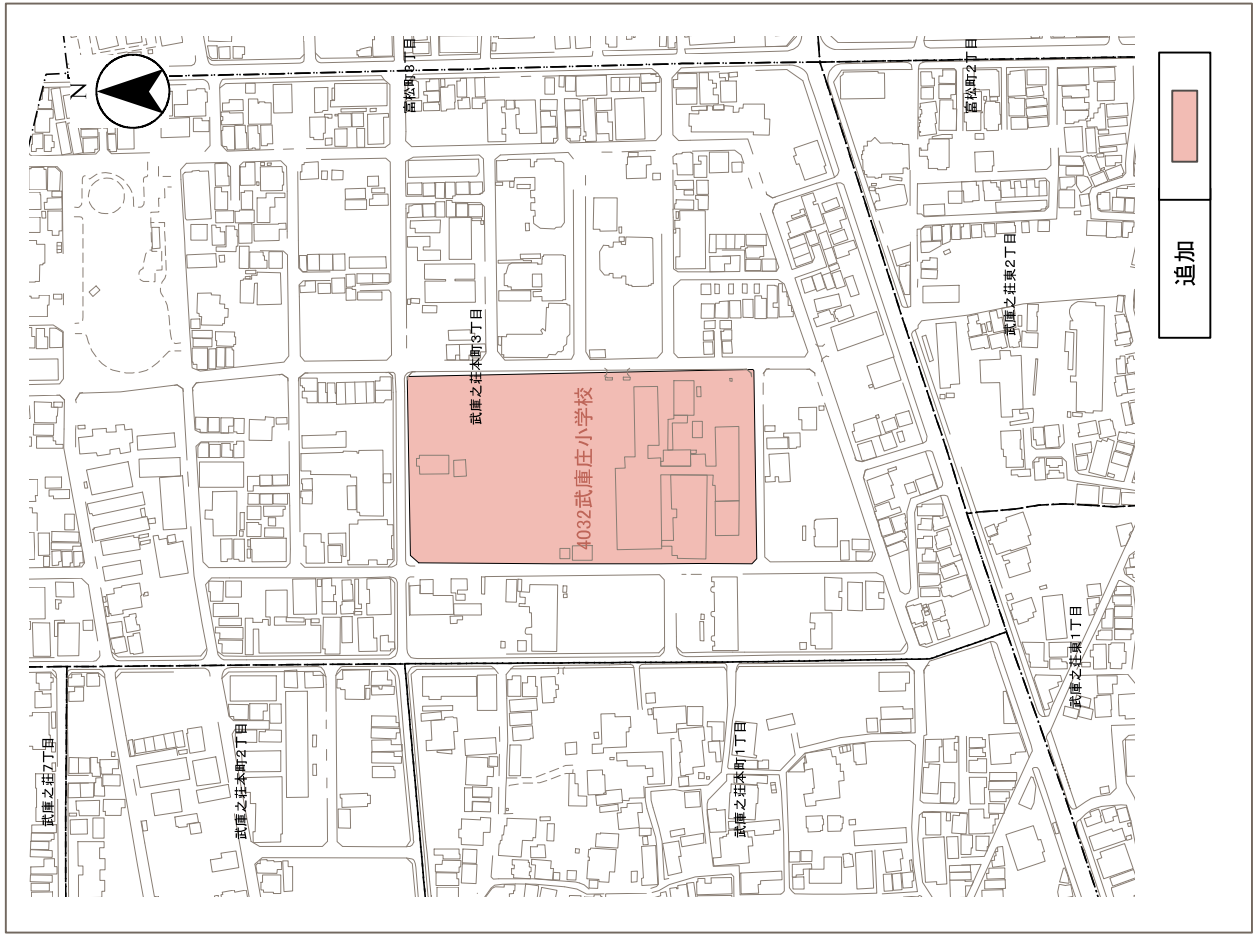 N
富松町3丁目
富松町2丁目
武庫之荘東2丁目
追加
武庫之荘本町3丁目
4032武庫庄小学校
武庫之荘東1丁目
武庫之荘7丁目
武庫之荘本町2丁目
武庫之荘本町1丁目